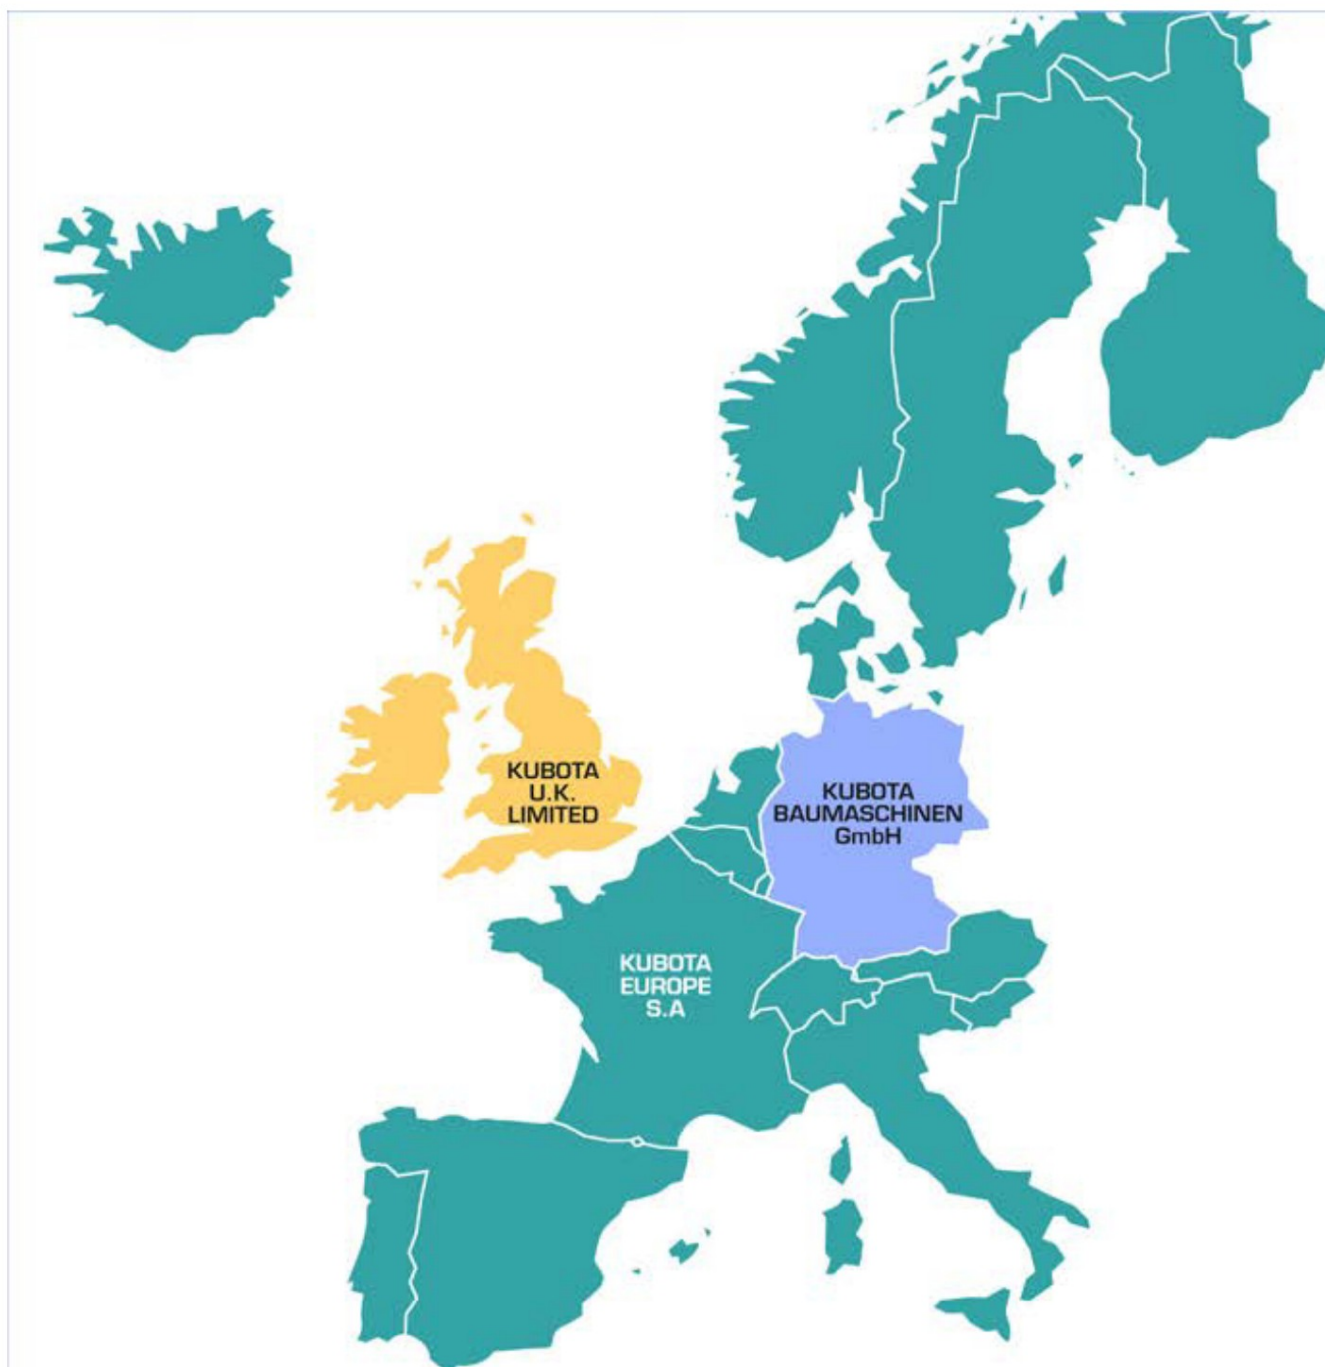 KUBOTA
U.K.
LIMITED
KUBOTA
BAUMASCHINEN
GmbH
KUBOTA
EUROPE
S.A